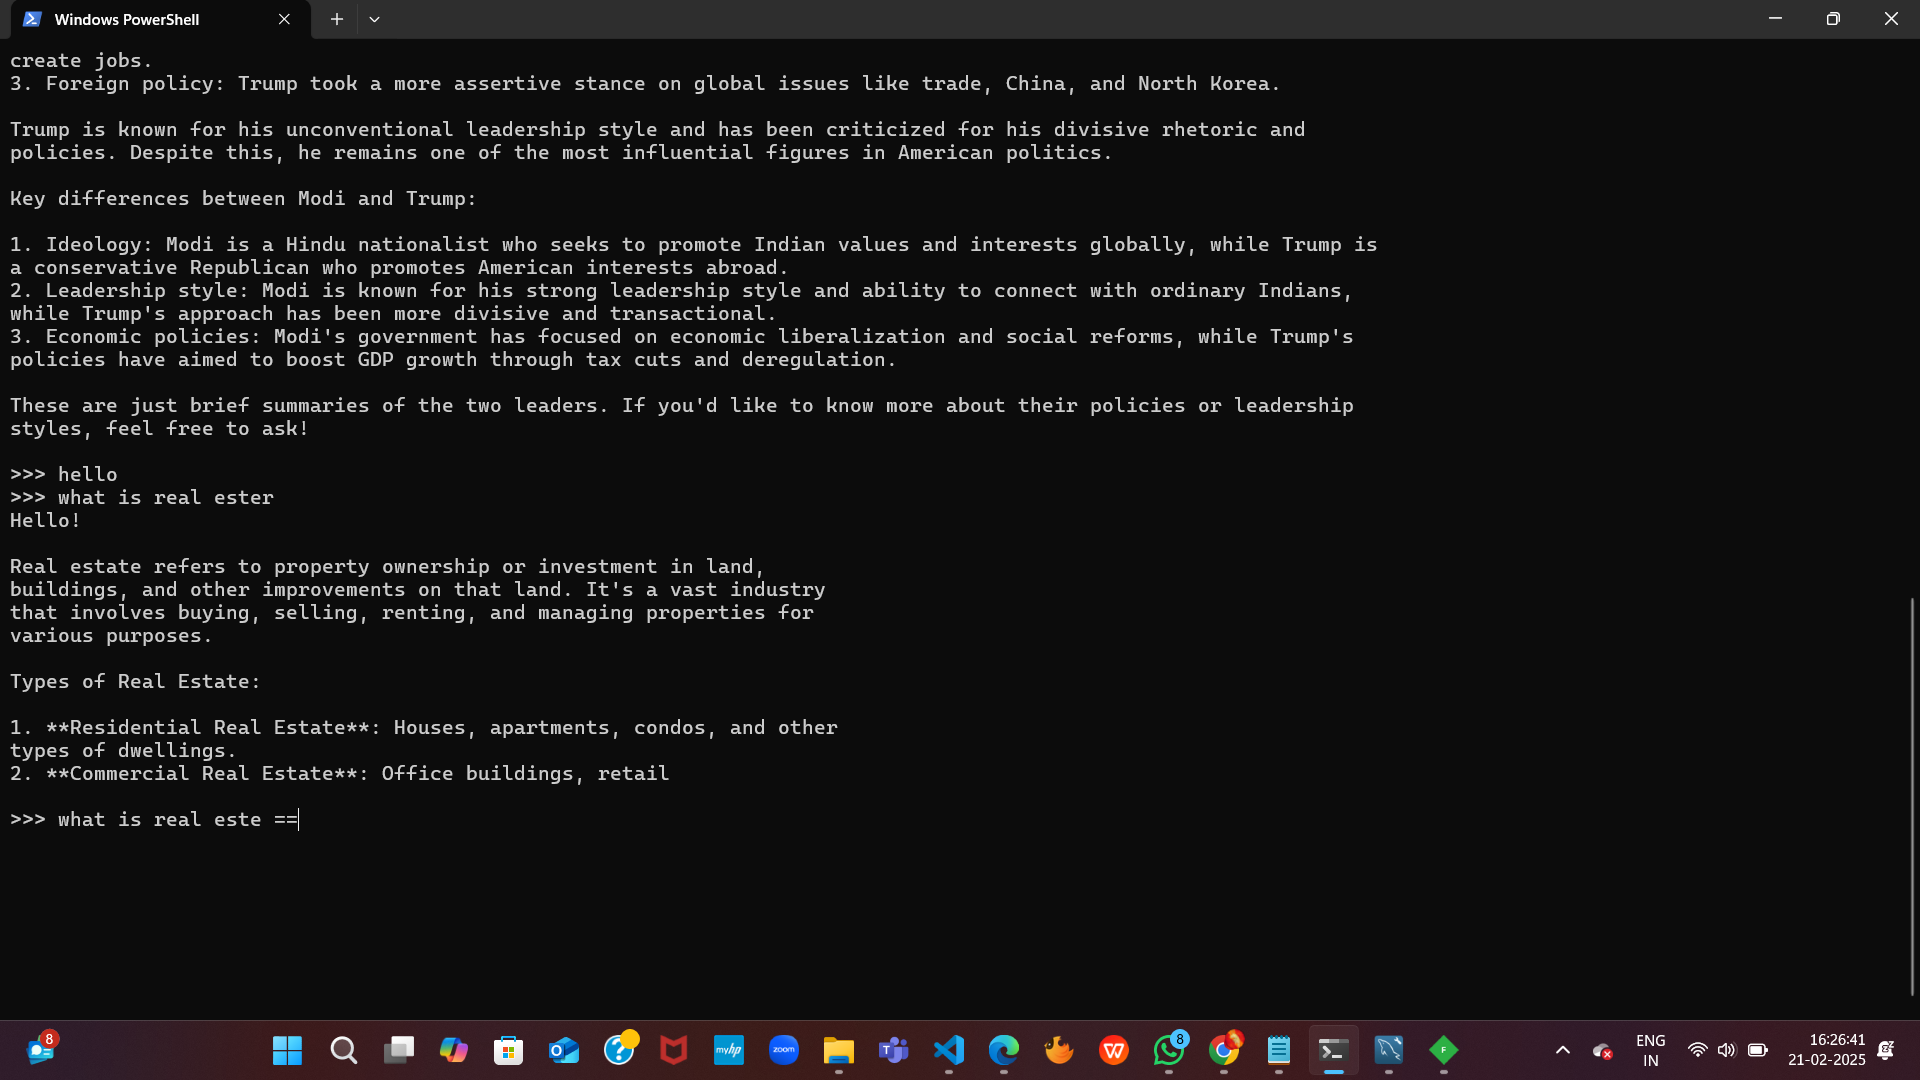 Windows PowerShell
create jobs.
3. Foreign policy: Trump took a more assertive stance on global issues like trade, China, and North Korea.
Trump is known for his unconventional leadership style and has been criticized for his divisive rhetoric and
policies. Despite this, he remains one of the most influential figures in American politics.
Key differences between Modi and Trump:
1. Ideology: Modi is a Hindu nationalist who seeks to promote Indian values and interests globally, while Trump is
a conservative Republican who promotes American interests abroad.
2. Leadership style: Modi is known for his strong leadership style and ability to connect with ordinary Indians,
while Trump's approach has been more divisive and transactional.
3. Economic policies: Modi's government has focused on economic liberalization and social reforms, while Trump's
policies have aimed to boost GDP growth through tax cuts and deregulation.
These are just brief summaries of the two leaders. If you'd like to know more about their policies or leadership
styles, feel free to ask!
>>> hello
>>> what is real ester
Hello!
Real estate refers to property ownership or investment in land,
buildings, and other improvements on that land. It's a vast industry
that involves buying, selling, renting, and managing properties for
various purposes.
Types of Real Estate:
1. **Residential Real Estate**: Houses, apartments, condos, and other
types of dwellings.
2. **Commercial Real Estate**: Office buildings, retail
>>> what is real este ==
8
myhp
zoom
8
ENG
IN
16:26:41
21-02-2025